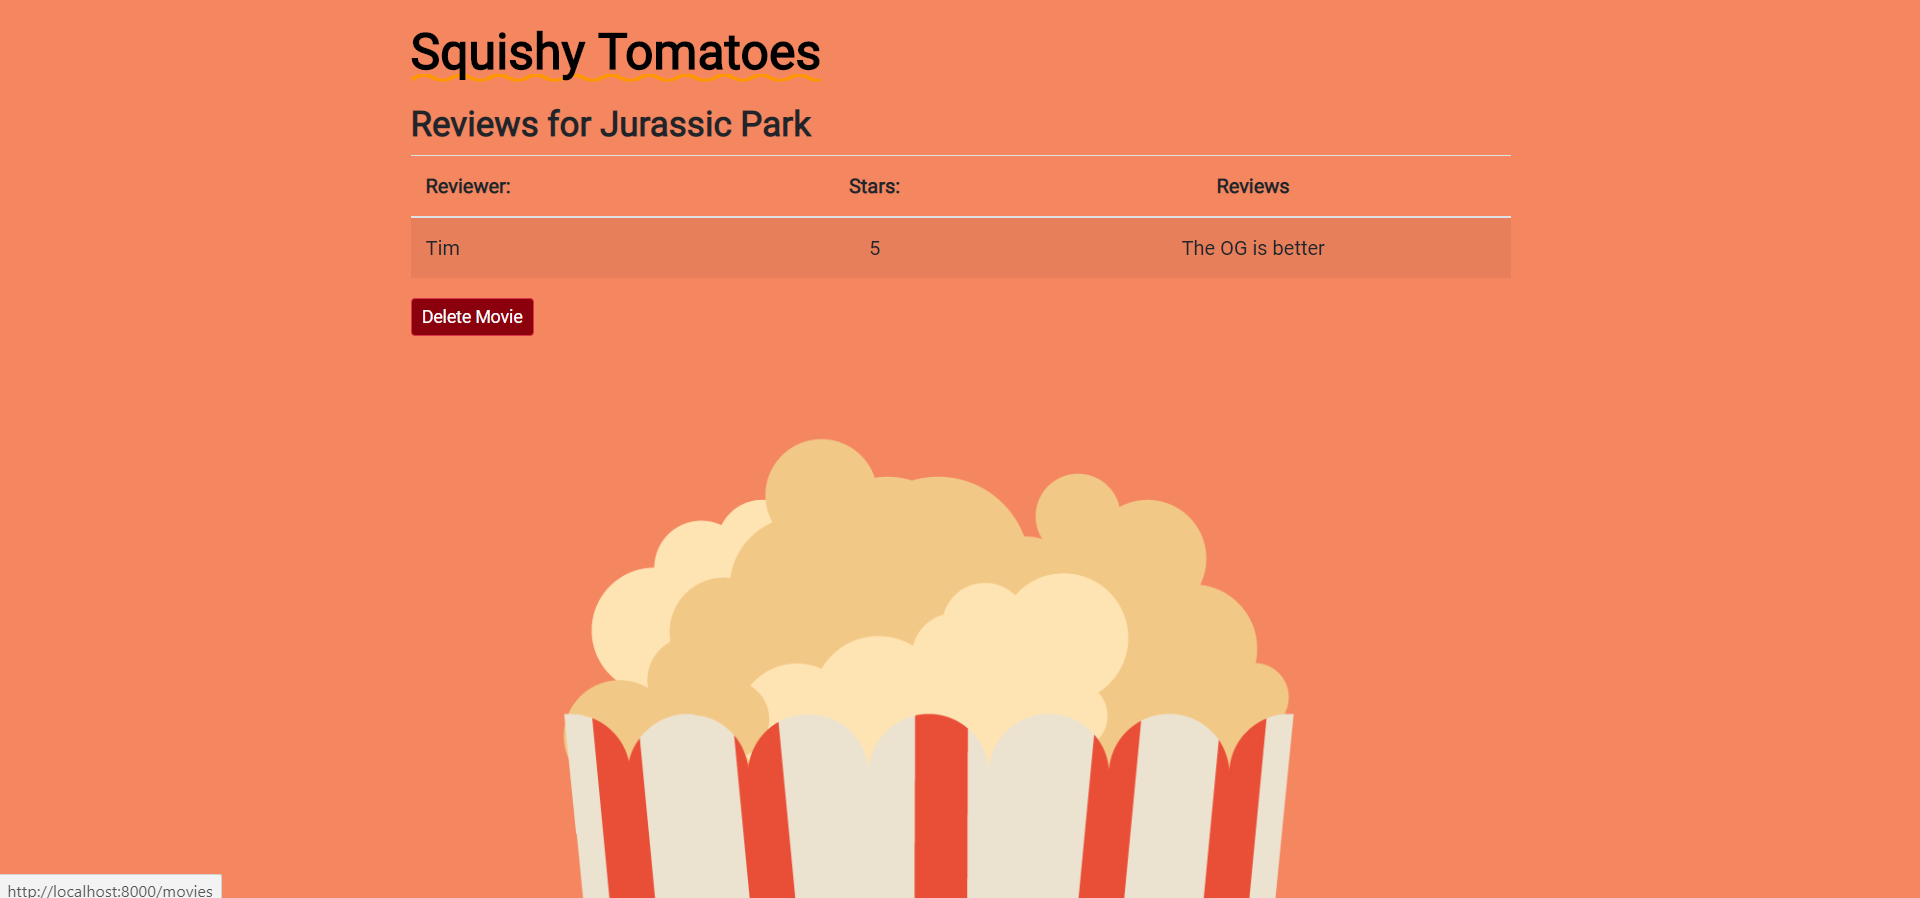 Squishy Tomatoes
Reviews for Jurassic Park
Reviewer: Stars: Reviews
Tim 5 The OG is better
Delete Movie
http://localhost:8000/movies